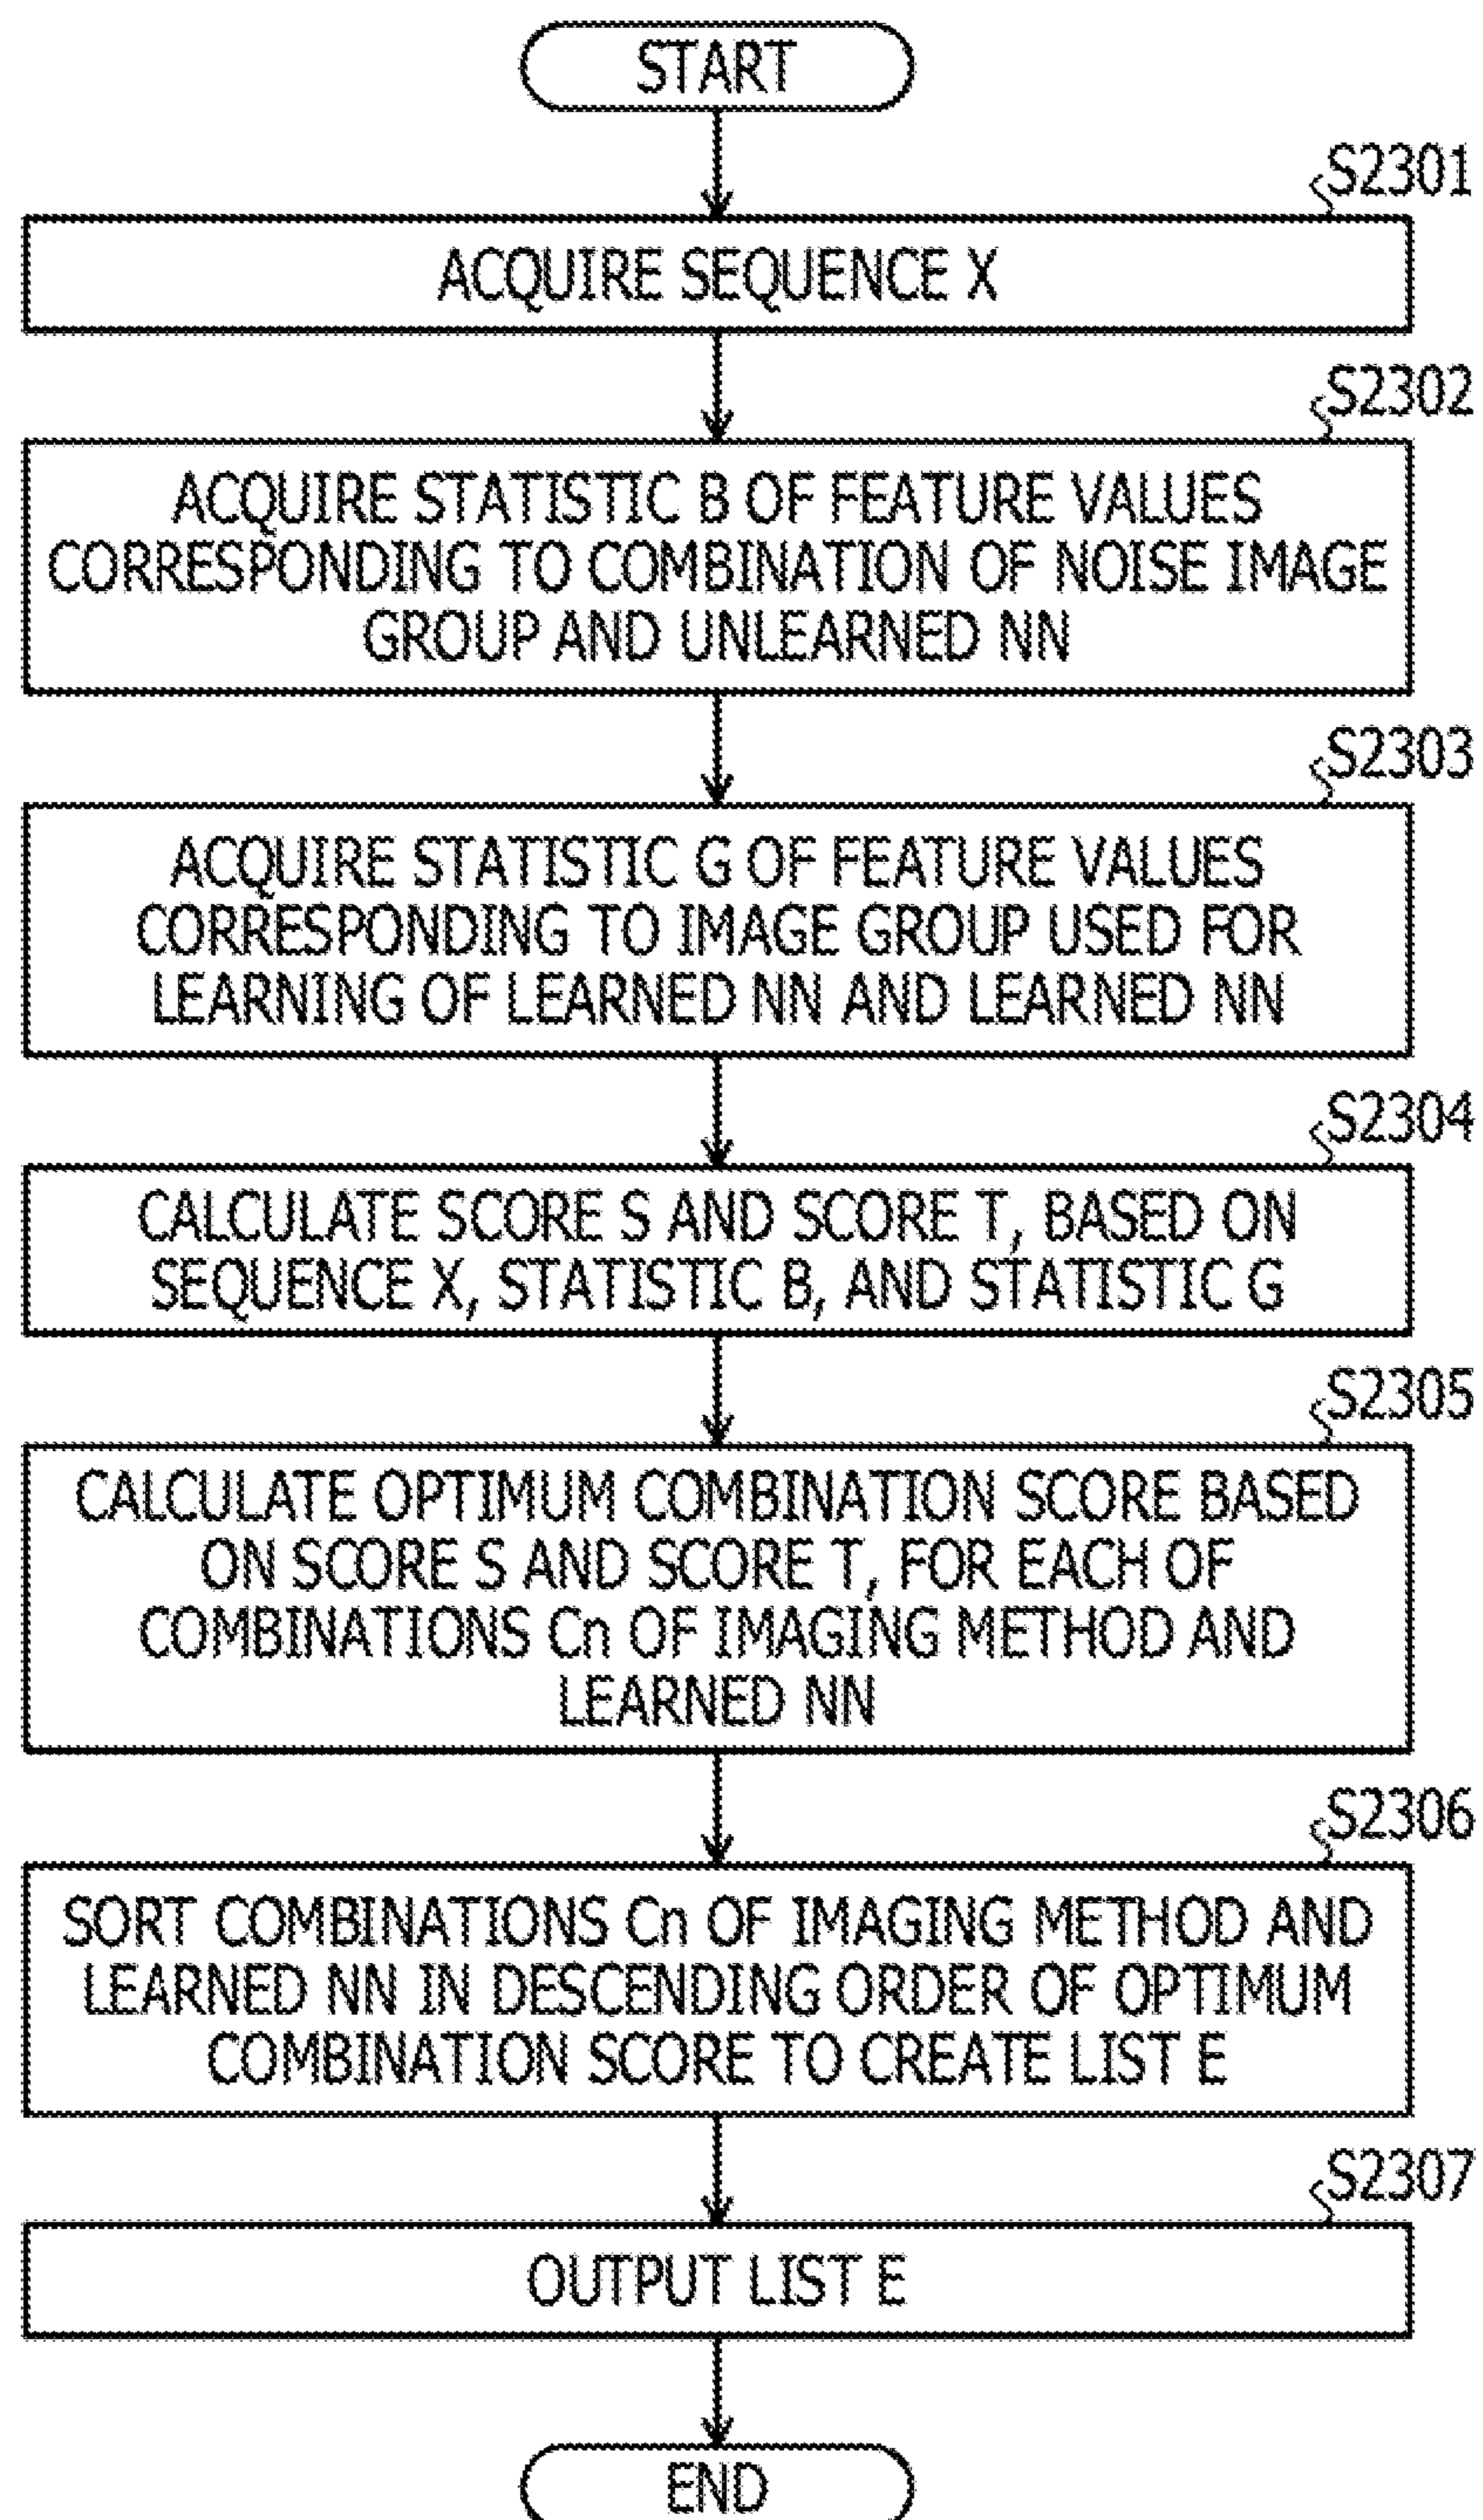 START
S2301
ACQUIRE SEQUENCE X
S2302
ACQUIRE STATISTIC B OF FEATURE VALUES
CORRESPONDING TO COMBINATION OF NOISE IMAGE
GROUP AND UNLEARNED NN
S2303
ACQUIRE STATISTIC G OF FEATURE VALUES
CORRESPONDING TO IMAGE GROUP USED FOR
LEARNING OF LEARNED NN AND LEARNED NN
S2304
CALCULATE SCORE S AND SCORE T, BASED ON
SEQUENCE X, STATISTIC B, AND STATISTIC G
S2305
CALCULATE OPTIMUM COMBINATION SCORE BASED
ON SCORE S AND SCORE T, FOR EACH OF
COMBINATIONS Cn OF IMAGING METHOD AND
LEARNED NN
S2306
SORT COMBINATIONS Cn OF IMAGING METHOD AND
LEARNED NN IN DESCENDING ORDER OF OPTIMUM
COMBINATION SCORE TO CREATE LIST E
S2307
OUTPUT LIST E
END